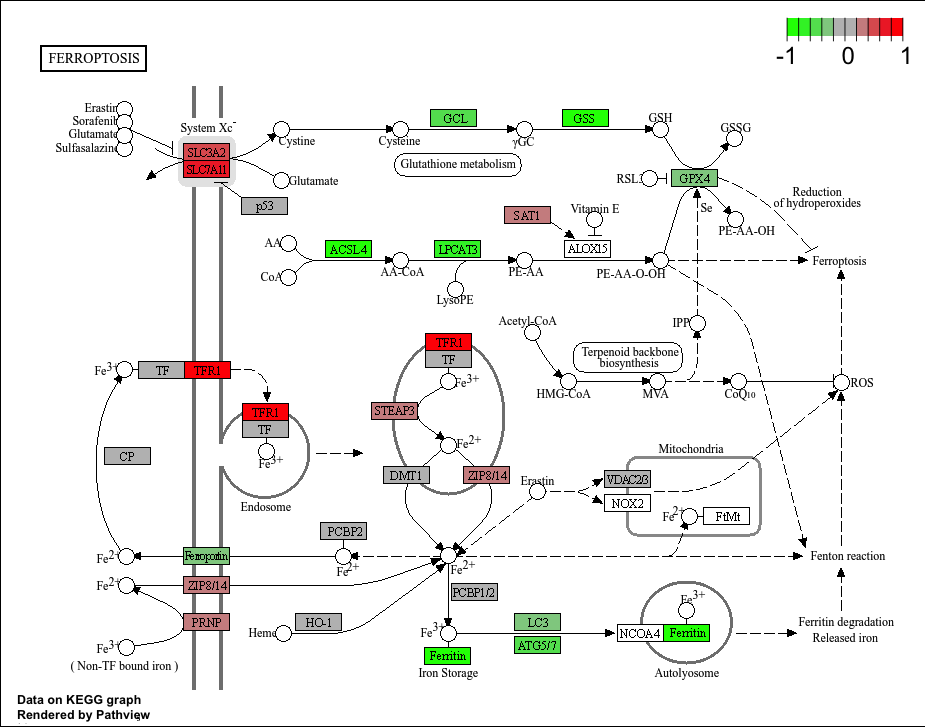 FERROPTOSIS
-1 0 1
Erastin
Sorafenib
Glutamate
Sulfasalazine
System Xc-
SLC3A2
SLC7A11
p53
Cystine
Glutamate
Cysteine
GCL
γGC
GSS
GSH
GSSG
Glutathione metabolism
RSL3
GPX4
Se
PE-AA-OH
Reduction
of hydroperoxides
SAT1
Vitamin E
ALOX15
AA
CoA
ACSL4
AA-CoA
LPCAT3
LysoPE
PE-AA
PE-AA-O-OH
Ferroptosis
Acetyl-CoA
IPP
Terpenoid backbone
biosynthesis
HMG-CoA
MVA
CoQ10
ROS
Fe3+
TF
TFR1
TFR1
TF
Fe3+
Endosome
CP
TFR1
TF
Fe3+
STEAP3
Fe2+
DMT1
ZIP8/14
Erastin
Mitochondria
VDAC2/3
NOX2
Fe2+
FtMt
Fe2+
Ferroportin
PCBP2
Fe2+
Fe2+
Fenton reaction
Fe2+
ZIP8/14
PRNP
Fe3+
( Non-TF bound iron )
Heme
HO-1
PCBP1/2
Fe3+
Ferritin
Iron Storage
LC3
ATG5/7
Fe3+
NCOA4
Ferritin
Autolyosome
Ferritin degradation
Released iron
Data on KEGG graph
Rendered by Pathview